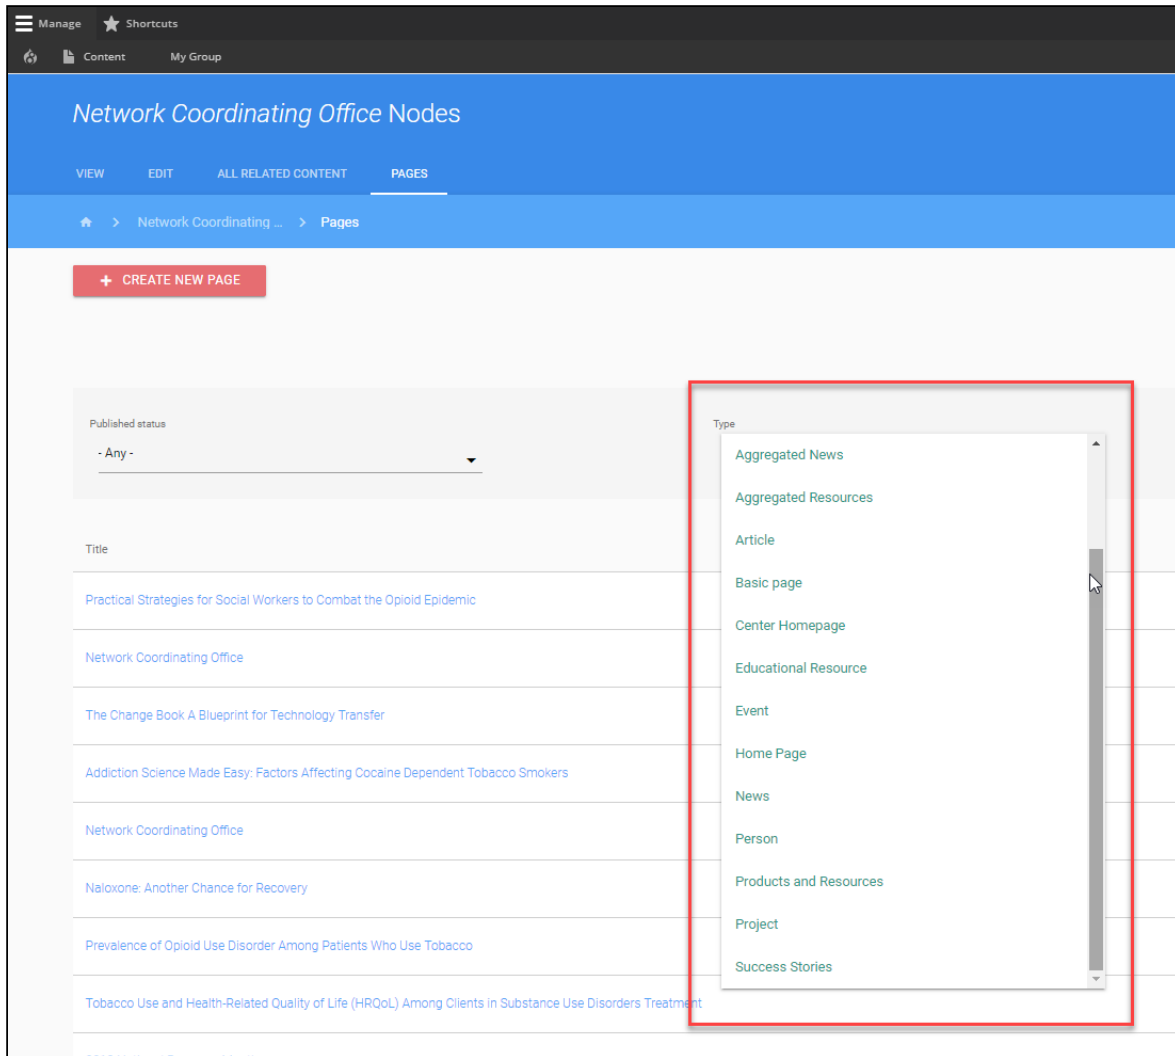 Manage Shortcuts
Content My Group
Network Coordinating Office Nodes
VIEW EDIT ALL RELATED CONTENT PAGES
Network Coordinating ... > Pages
+ CREATE NEW PAGE
Published status
- Any -
Type
Aggregated News
Aggregated Resources
Article
Basic page
Center Homepage
Educational Resource
Event
Home Page
News
Person
Products and Resources
Project
Success Stories
Title
Practical Strategies for Social Workers to Combat the Opioid Epidemic
Network Coordinating Office
The Change Book A Blueprint for Technology Transfer
Addiction Science Made Easy: Factors Affecting Cocaine Dependent Tobacco Smokers
Network Coordinating Office
Naloxone: Another Chance for Recovery
Prevalence of Opioid Use Disorder Among Patients Who Use Tobacco
Tobacco Use and Health-Related Quality of Life (HRQoL) Among Clients in Substance Use Disorders Treatment